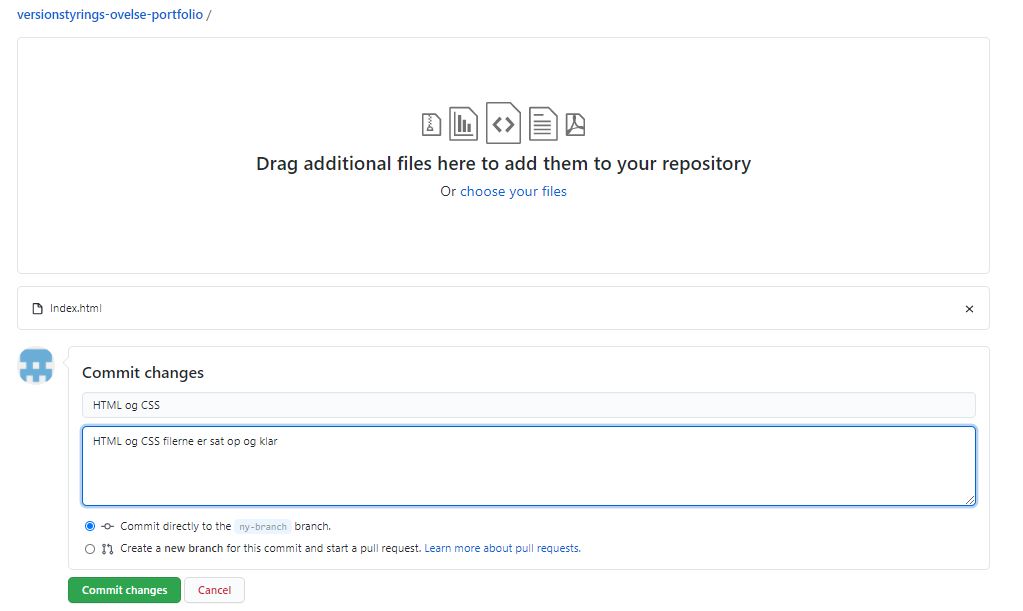 versionstyrings-ovelse-portfolio /
Drag additional files here to add them to your repository
Or choose your files
Index.html
Commit changes
HTML og CSS
HTML og CSS filerne er sat op og klar
Commit directly to the ny-branch branch.
Create a new branch for this commit and start a pull request. Learn more about pull requests.
Commit changes Cancel